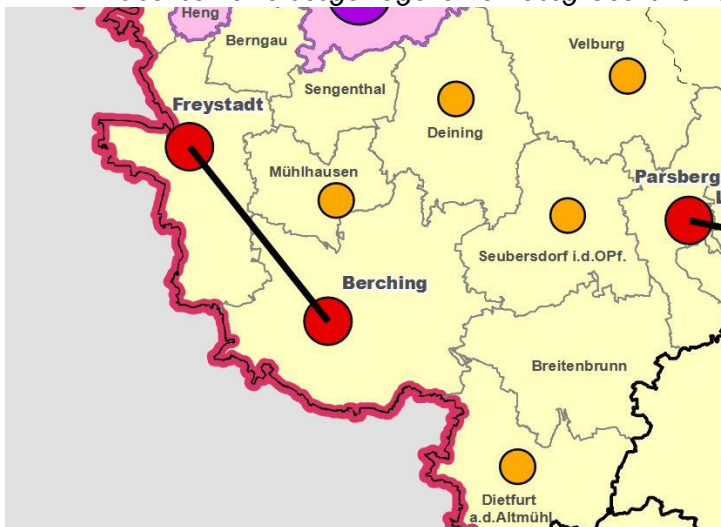 Heng
Berngau
Velburg
Sengenthal
Freystadt
Deining
Mühlhausen
Parsberg
L
Seubersdorf i.d.OPf.
Berching
Breitenbrunn
Dietfurt
a.d.Altmühl